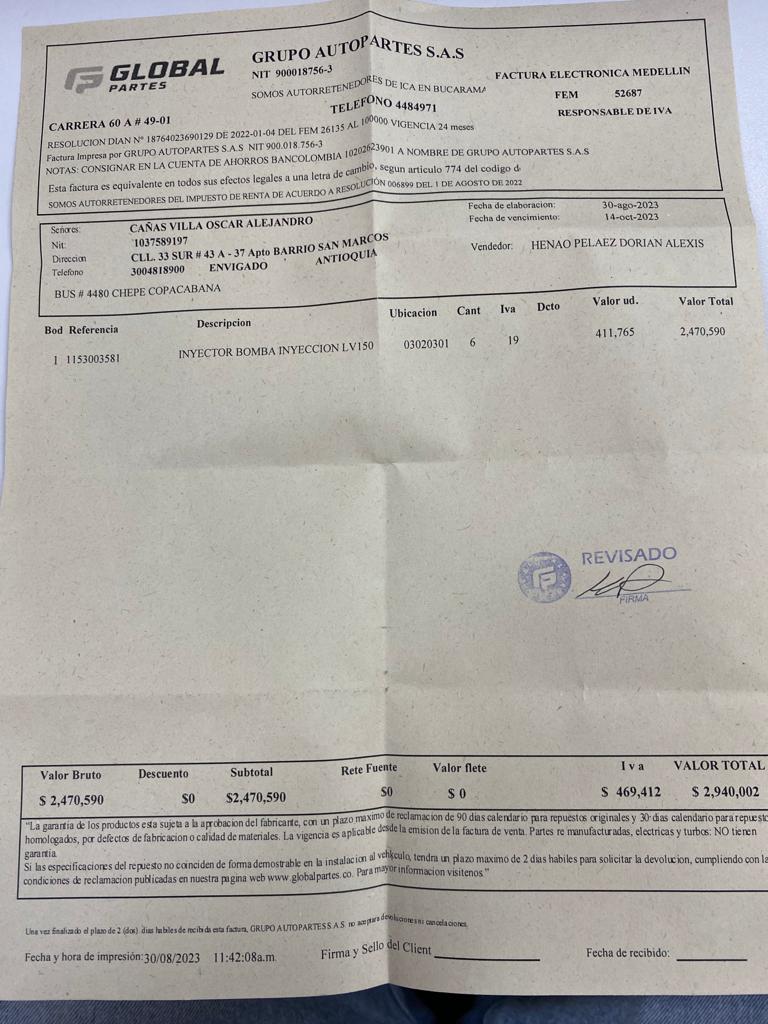 GLOBAL
PARTES
GRUPO AUTOPARTES S.A.S
NIT 900018756-3
SOMOS AUTORRETENEDORES DE ICA EN BUCARAMA
TELEFONO 4484971
FACTURA ELECTRONICA MEDELLIN
FEM 52687
RESPONSABLE DE IVA
CARRERA 60 A # 49-01
RESOLUCION DIAN Nº 18764023690129 DE 2022-01-04 DEL FEM 26135 AL 100000 VIGENCIA 24 meses
Factura Impresa por GRUPO AUTOPARTES S.A.S NIT 900.018.756-3
NOTAS: CONSIGNAR EN LA CUENTA DE AHORROS BANCOLOMBIA 10202623901 A NOMBRE DE GRUPO AUTOPARTES S.A.S
Esta factura es equivalente en todos sus efectos legales a una letra de cambio, segun articulo 774 del codigo d
SOMOS AUTORRETENEDORES DEL IMPUESTO DE RENTA DE ACUERDO A RESOLUCIÓN 006899 DEL 1 DE AGOSTO DE 2022
Señores: CAÑAS VILLA OSCAR ALEJANDRO
Nit: 1037589197
Direccion CLL. 33 SUR # 43 A - 37 Apto BARRIO SAN MARCOS
Telefono 3004818900 ENVIGADO ANTIOQUIA
BUS # 4480 CHEPE COPACABANA
Fecha de elaboracion: 30-ago-2023
Fecha de vencimiento: 14-oct-2023
Vendedor: HENAO PELAEZ DORIAN ALEXIS
Bod Referencia Descripcion Ubicacion Cant Iva Dcto Valor ud. Valor Total
1 1153003581 INYECTOR BOMBA INYECCION LV150 03020301 6 19 411,765 2,470,590
REVISADO
FIRMA
Valor Bruto Descuento Subtotal Rete Fuente Valor flete Iva VALOR TOTAL
$ 2,470,590 $0 $2,470,590 $0 $ 0 $ 469,412 $ 2,940,002
"La garantia de los productos esta sujeta a la aprobacion del fabricante, con un plazo maximo de reclamacion de 90 dias calendario para repuestos originales y 30 dias calendario para repuesto
homologados, por defectos de fabricacion o calidad de materiales. La vigencia es aplicable desde la emision de la factura de venta. Partes re manufacturadas, electricas y turbos: NO tienen
garantia.
Si las especificaciones del repuesto no coinciden de forma demostrable en la instalacion al vehiculo, tendra un plazo maximo de 2 dias habiles para solicitar la devolucion, cumpliendo con la
condiciones de reclamacion publicadas en nuestra pagina web www.globalpartes.co. Para mayor informacion visitenos."
Una vez finalizado el plazo de 2 (dos) dias habiles de recibida esta factura, GRUPO AUTOPARTES S.A.S. no aceptara devoluciones ni cancelaciones.
Fecha y hora de impresión: 30/08/2023 11:42:08a.m. Firma y Sello del Client Fecha de recibido: